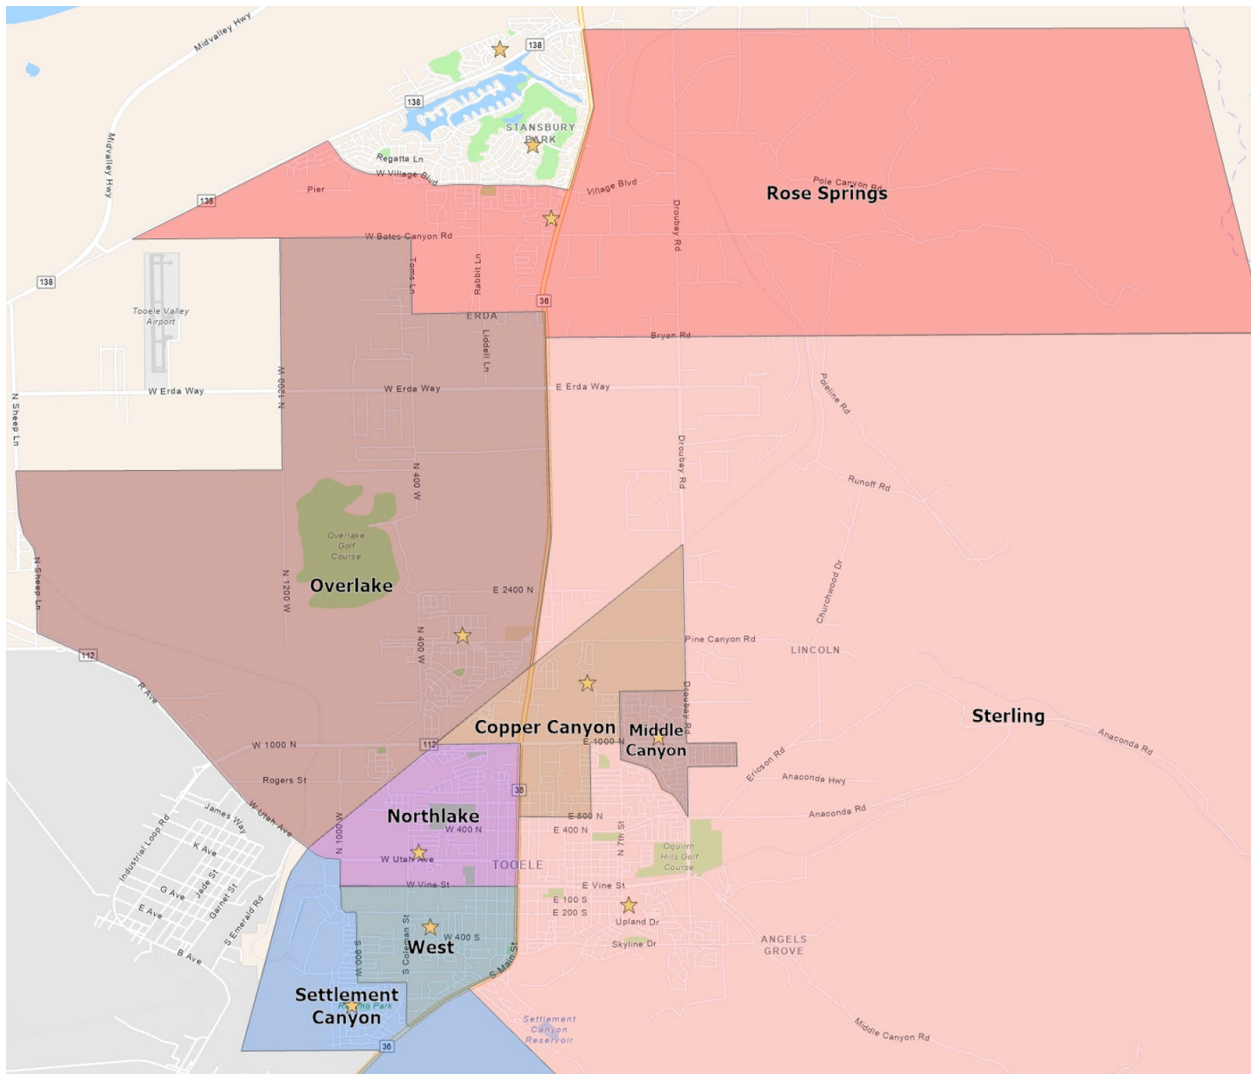 Midvalley Hwy
138
138
STANSBURY
PARK
Midvalley Hwy
Regatta Ln
W Village Blvd
Pier
Village Blvd
Pole Canyon Rd
Rose Springs
138
Droubay Rd
W Bates Canyon Rd
Toms Ln
Rabbit Ln
138
36
Tooele Valley
Airport
ERDA
Bryan Rd
Liddell Ln
N 1200 W
W Erda Way
W Erda Way
E Erda Way
Poleline Rd
N Sheep Ln
Droubay Rd
N 400 W
Runoff Rd
Overlake
Golf
Course
N Sheep Ln
Overlake
N 1200 W
E 2400 N
Churchwood Dr
N 400 W
Pine Canyon Rd
LINCOLN
112
R Ave
Droubay Rd
Sterling
Copper Canyon
Middle
Canyon
Anaconda Rd
W 1000 N
112
E 1000 N
Ericson Rd
Rogers St
Anaconda Hwy
36
James Way
W Utah Ave
Northlake
E 500 N
Anaconda Rd
Industrial Loop Rd
N 1000 W
W 400 N
E 400 N
N 7th St
K Ave
Oquirrh
Hills Golf
Course
W Utah Ave
TOOELE
Jade St
G Ave
Garnet St
W Vine St
E Vine St
E Ave
S Emerald Rd
E 100 S
E 200 S
Upland Dr
B Ave
S Coleman St
W 400 S
West
Skyline Dr
ANGELS
GROVE
S 900 W
S Main St
Settlement
Canyon
Settlement
Canyon
Reservoir
Middle Canyon Rd
36